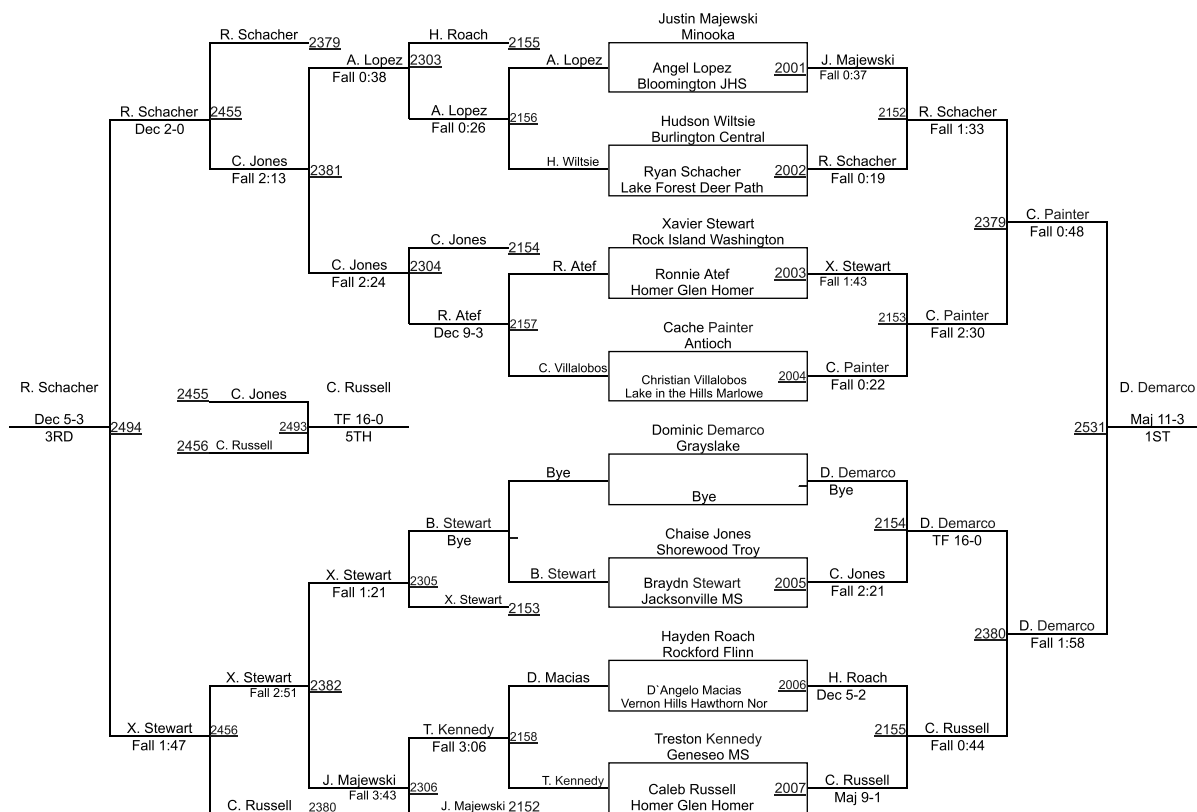 Justin Majewski
Minooka
R. Schacher
2379
H. Roach
2155
A. Lopez
2303
Fall 0:38
A. Lopez
Angel Lopez
2001
Bloomington JHS
J. Majewski
Fall 0:37
R. Schacher
2455
Dec 2-0
A. Lopez
2156
Fall 0:26
Hudson Wiltsie
Burlington Central
2152
R. Schacher
Fall 1:33
C. Jones
2381
Fall 2:13
H. Wiltsie
Ryan Schacher
2002
Lake Forest Deer Path
R. Schacher
Fall 0:19
Xavier Stewart
Rock Island Washington
2379
C. Painter
Fall 0:48
C. Jones
2154
C. Jones
2304
Fall 2:24
R. Atef
Ronnie Atef
2003
Homer Glen Homer
X. Stewart
Fall 1:43
R. Atef
2157
Dec 9-3
Cache Painter
Antioch
2153
C. Painter
Fall 2:30
C. Villalobos
Christian Villalobos
2004
Lake in the Hills Marlowe
C. Painter
Fall 0:22
R. Schacher
Dec 5-3
3RD
2494
2455
C. Jones
2456
C. Russell
2493
C. Russell
TF 16-0
5TH
D. Demarco
2531
Maj 11-3
1ST
Dominic Demarco
Grayslake
Bye
Bye
D. Demarco
Bye
B. Stewart
Bye
Chaise Jones
Shorewood Troy
2154
D. Demarco
TF 16-0
X. Stewart
2305
Fall 1:21
B. Stewart
Braydn Stewart
2005
Jacksonville MS
C. Jones
Fall 2:21
X. Stewart
2153
Hayden Roach
Rockford Flinn
2380
D. Demarco
Fall 1:58
X. Stewart
2382
Fall 2:51
D. Macias
D`Angelo Macias
2006
Vernon Hills Hawthorn Nor
H. Roach
Dec 5-2
X. Stewart
2456
Fall 1:47
T. Kennedy
2158
Fall 3:06
Treston Kennedy
Geneseo MS
2155
C. Russell
Fall 0:44
J. Majewski
2306
Fall 3:43
T. Kennedy
Caleb Russell
2007
Homer Glen Homer
C. Russell
Maj 9-1
C. Russell
2380
J. Majewski
2152